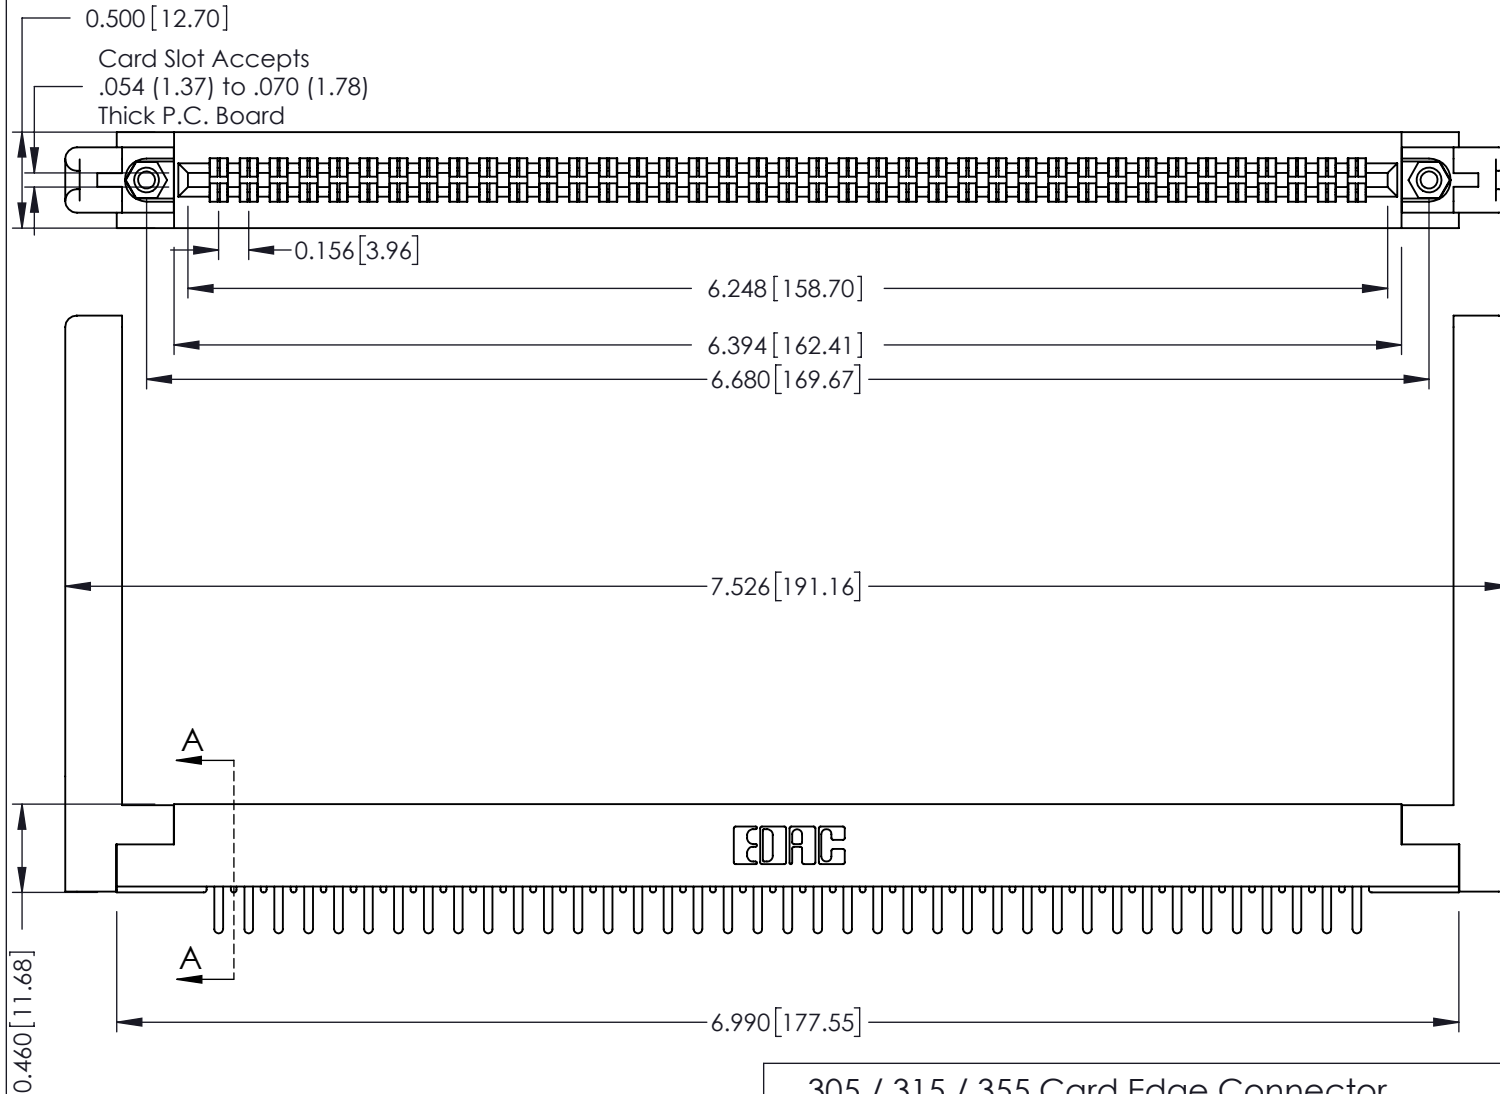 0.500[12.70]
Card Slot Accepts
.054 (1.37) to .070 (1.78)
Thick P.C. Board
0.156[3.96]
6.248[158.70]
6.394[162.41]
6.680[169.67]
7.526[191.16]
A
EDAC
A
0.460[11.68]
6.990[177.55]
305 / 315 / 355 Card Edge Connector